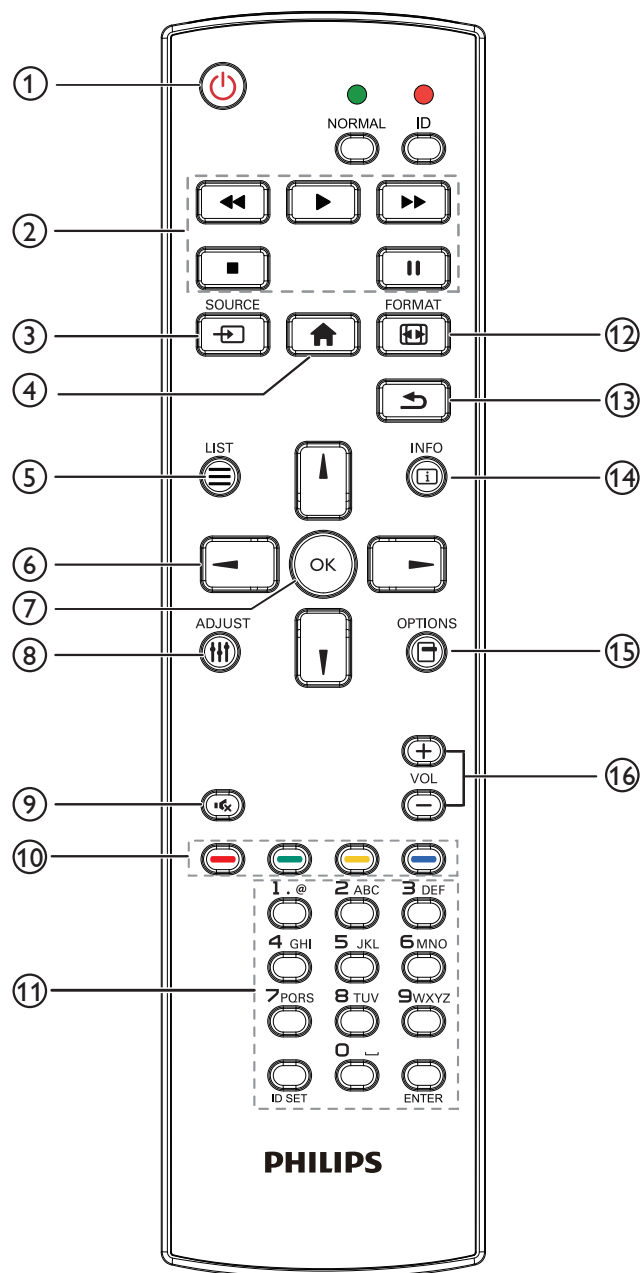 ①
NORMAL ID
②
SOURCE FORMAT
③ ⑫
④
⑬
LIST INFO
⑤ i ⑭
⑥ OK
⑦
ADJUST OPTIONS
⑧ ⑮
+
VOL ⑯
⑨ −
⑩
1.@ 2 ABC 3 DEF
4 GHI 5 JKL 6 MNO
⑪
7 PQRS 8 TUV 9 WXYZ
0 ⎵
ID SET ENTER
PHILIPS